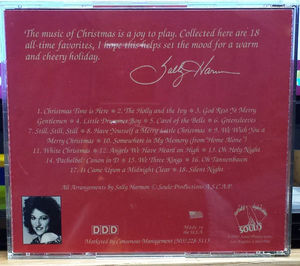 The music of Christmas is a joy to play. Collected here are 18
all-time favorites, I hope this helps set the mood for a warm
and cheery holiday.
Sally Harmon
1. Christmas Time is Here * 2. The Holly and the Ivy * 3. God Rest Ye Merry
Gentlemen * 4. Little Drummer Boy * 5. Carol of the Bells * 6. Greensleeves
7. Still, Still, Still * 8. Have Yourself a Merry Little Christmas * 9. We Wish You a
Merry Christmas * 10. Somewhere in My Memory (from "Home Alone")
11. White Christmas * 12. Angels We Have Heard on High * 13. Oh Holy Night
14. Pachelbel: Canon in D * 15. We Three Kings * 16. Oh Tannenbaum
17. It Came Upon a Midnight Clear * 18. Silent Night
All Arrangements by Sally Harmon © Soulo Productions A.S.C.A.P.
DDD
Made in
the U.S.A.
Marketed by Consensus Management (503) 228-5115
SOULO